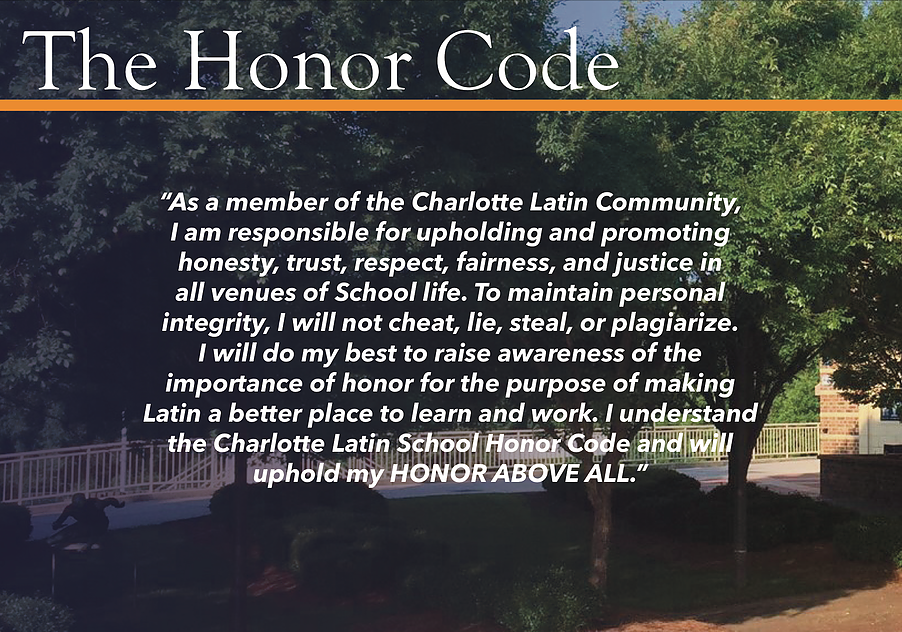 The Honor Code
“As a member of the Charlotte Latin Community,
I am responsible for upholding and promoting
honesty, trust, respect, fairness, and justice in
all venues of School life. To maintain personal
integrity, I will not cheat, lie, steal, or plagiarize.
I will do my best to raise awareness of the
importance of honor for the purpose of making
Latin a better place to learn and work. I understand
the Charlotte Latin School Honor Code and will
uphold my HONOR ABOVE ALL.”